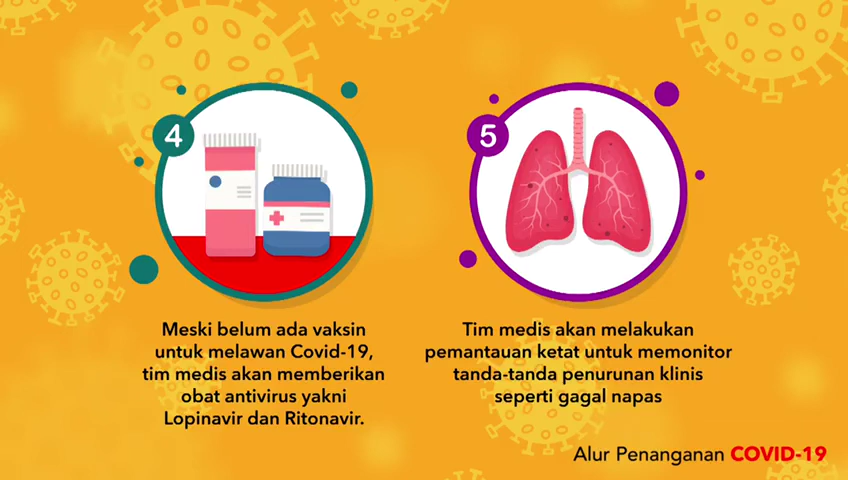 4
Meski belum ada vaksin
untuk melawan Covid-19,
tim medis akan memberikan
obat antivirus yakni
Lopinavir dan Ritonavir.
5
Tim medis akan melakukan
pemantauan ketat untuk memonitor
tanda-tanda penurunan klinis
seperti gagal napas
Alur Penanganan COVID-19